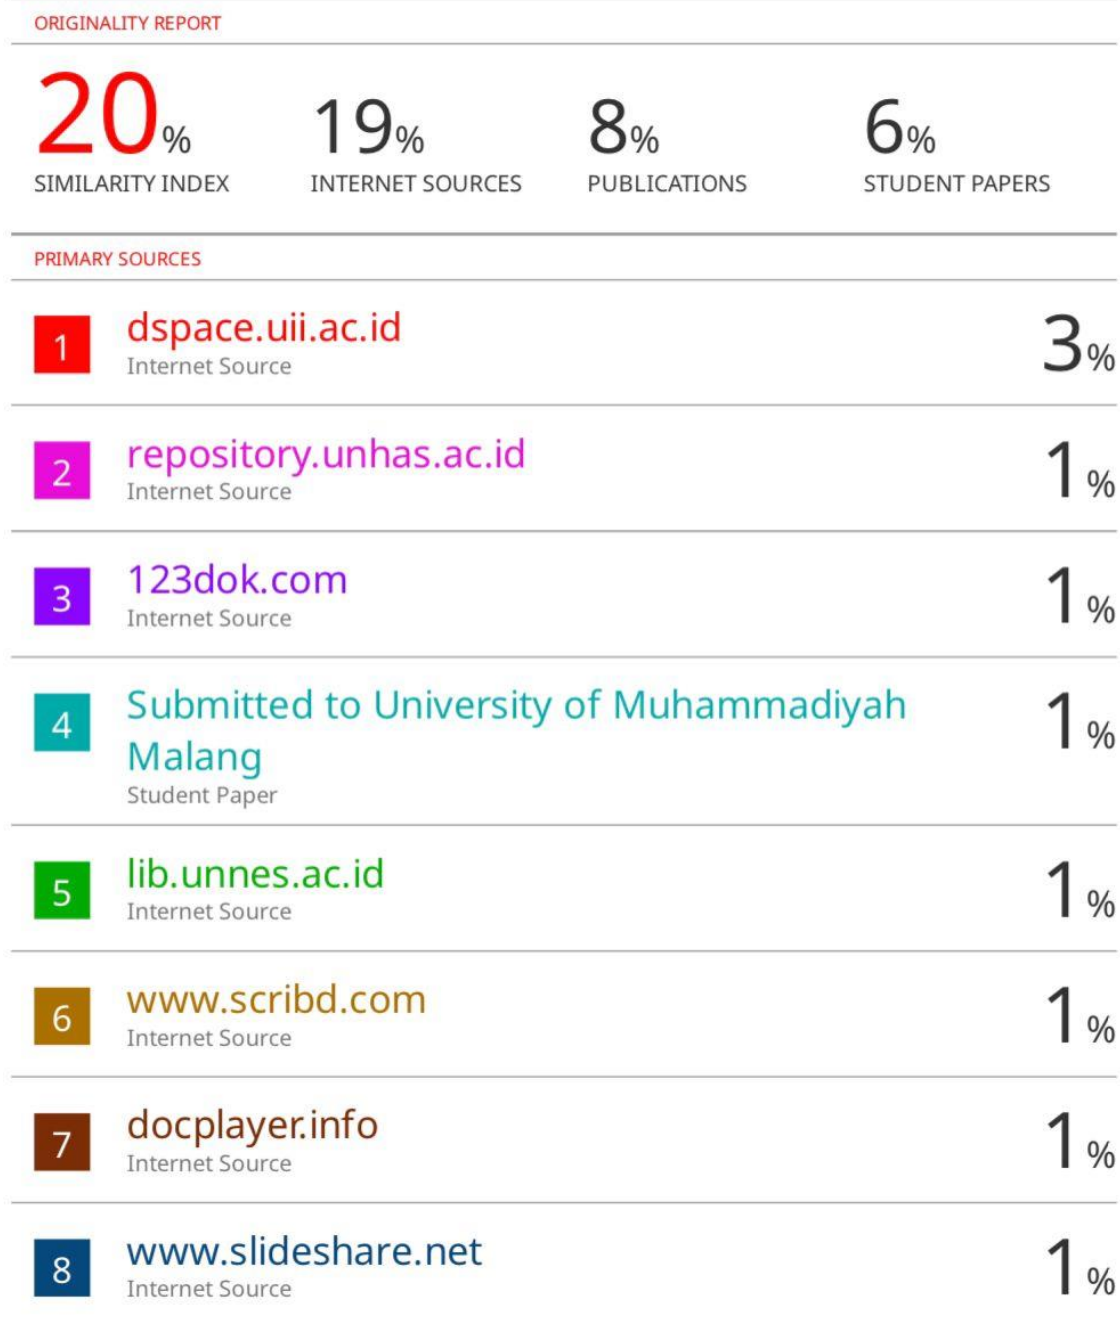 ORIGINALITY REPORT
20% 19% 8% 6%
SIMILARITY INDEX INTERNET SOURCES PUBLICATIONS STUDENT PAPERS
PRIMARY SOURCES
1 dspace.uii.ac.id 3%
Internet Source
2 repository.unhas.ac.id 1%
Internet Source
3 123dok.com 1%
Internet Source
4 Submitted to University of Muhammadiyah 1%
Malang
Student Paper
5 lib.unnes.ac.id 1%
Internet Source
6 www.scribd.com 1%
Internet Source
7 docplayer.info 1%
Internet Source
8 www.slideshare.net 1%
Internet Source